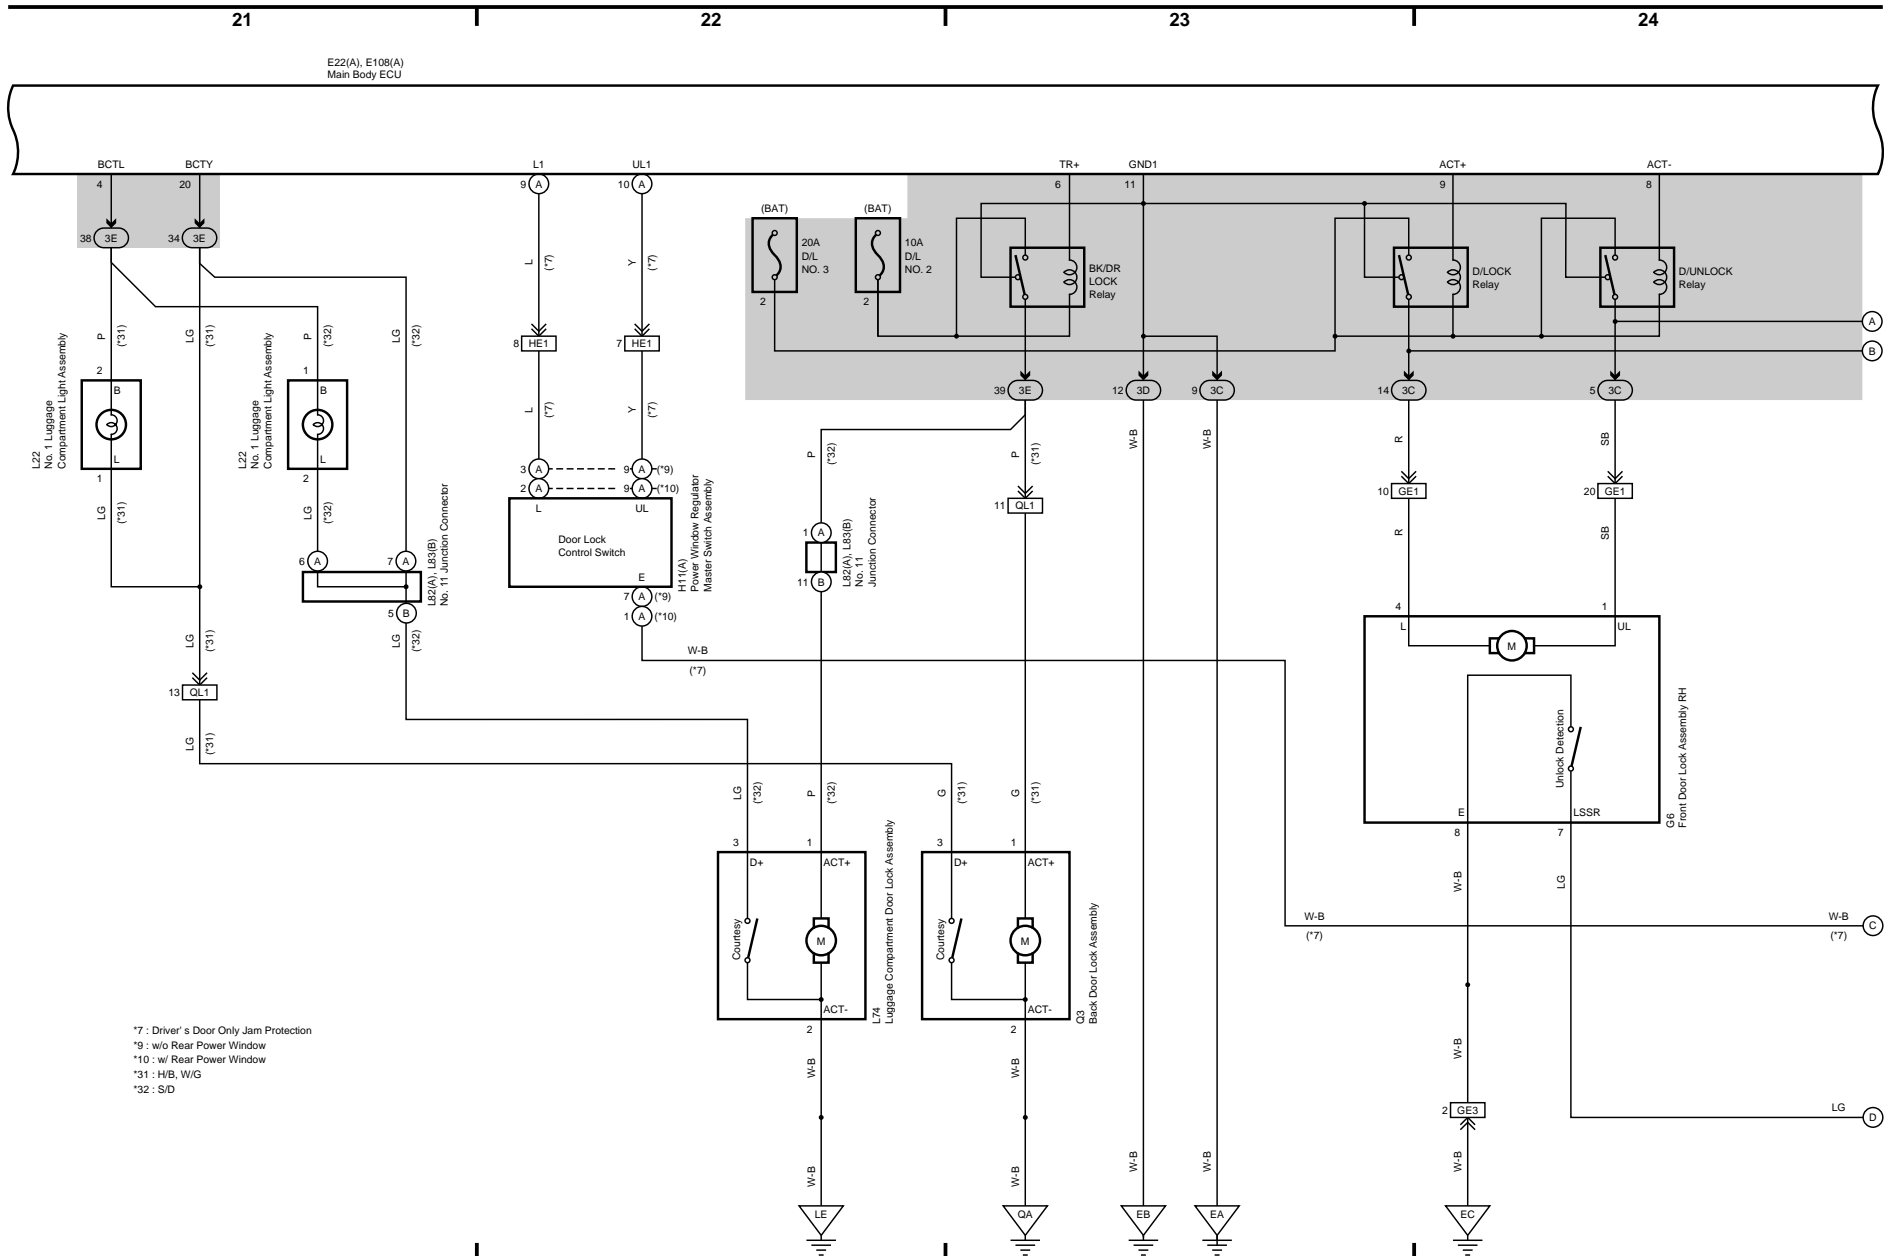 21
22
23
24
E22(A), E108(A)
Main Body ECU
BCTL
BCTY
L1
UL1
TR+
GND1
ACT+
ACT-
4
20
9 A
10 A
6
11
9
8
(BAT)
(BAT)
38 3E
34 3E
20A
D/L
NO. 3
10A
D/L
NO. 2
2
2
BK/DR
LOCK
Relay
D/LOCK
Relay
D/UNLOCK
Relay
L
(*7)
Y
(*7)
A
B
P
(*31)
LG
(*31)
P
(*32)
LG
(*32)
8 HE1
7 HE1
39 3E
12 3D
9 3C
14 3C
5 3C
L22
No. 1 Luggage
Compartment Light Assembly
2
B
L
1
L22
No. 1 Luggage
Compartment Light Assembly
1
B
L
2
L
(*7)
Y
(*7)
P
(*32)
P
(*31)
W-B
W-B
R
SB
3 A
9 A (*9)
2 A
9 A (*10)
11 QL1
10 GE1
20 GE1
LG
(*31)
LG
(*32)
L
UL
Door Lock
Control Switch
E
H11(A)
Power Window Regulator
Master Switch Assembly
1 A
11 B
L82(A), L83(B)
No. 11
Junction Connector
R
SB
6 A
7 A
5 B
L82(A), L83(B)
No. 11 Junction Connector
7 A (*9)
1 A (*10)
LG
(*31)
LG
(*32)
W-B
(*7)
4
1
L
UL
M
13 QL1
Unlock Detection
G6
Front Door Lock Assembly RH
LG
(*31)
LG
(*32)
P
(*32)
G
(*31)
G
(*31)
E
LSSR
8
7
3
1
3
1
D+
ACT+
D+
ACT+
W-B
LG
Courtesy
M
L74
Luggage Compartment Door Lock Assembly
Courtesy
M
Q3
Back Door Lock Assembly
W-B
(*7)
W-B
(*7)
C
ACT-
ACT-
2
2
*7 : Driver' s Door Only Jam Protection
*9 : w/o Rear Power Window
*10 : w/ Rear Power Window
*31 : H/B, W/G
*32 : S/D
W-B
W-B
W-B
2 GE3
LG
D
W-B
W-B
W-B
W-B
W-B
LE
QA
EB
EA
EC